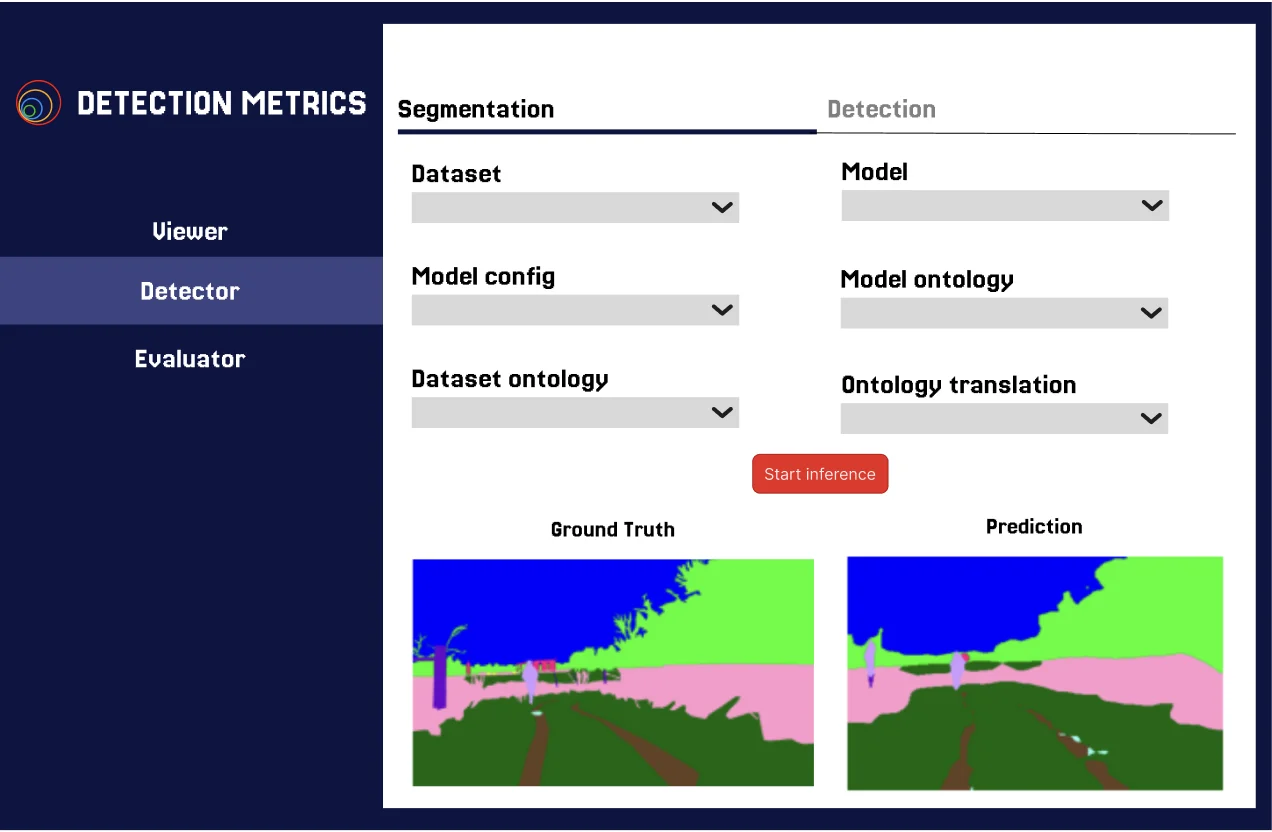 DETECTION METRICS
Viewer
Detector
Evaluator
Segmentation
Detection
Dataset
Model
Model config
Model ontology
Dataset ontology
Ontology translation
Start inference
Ground Truth
Prediction